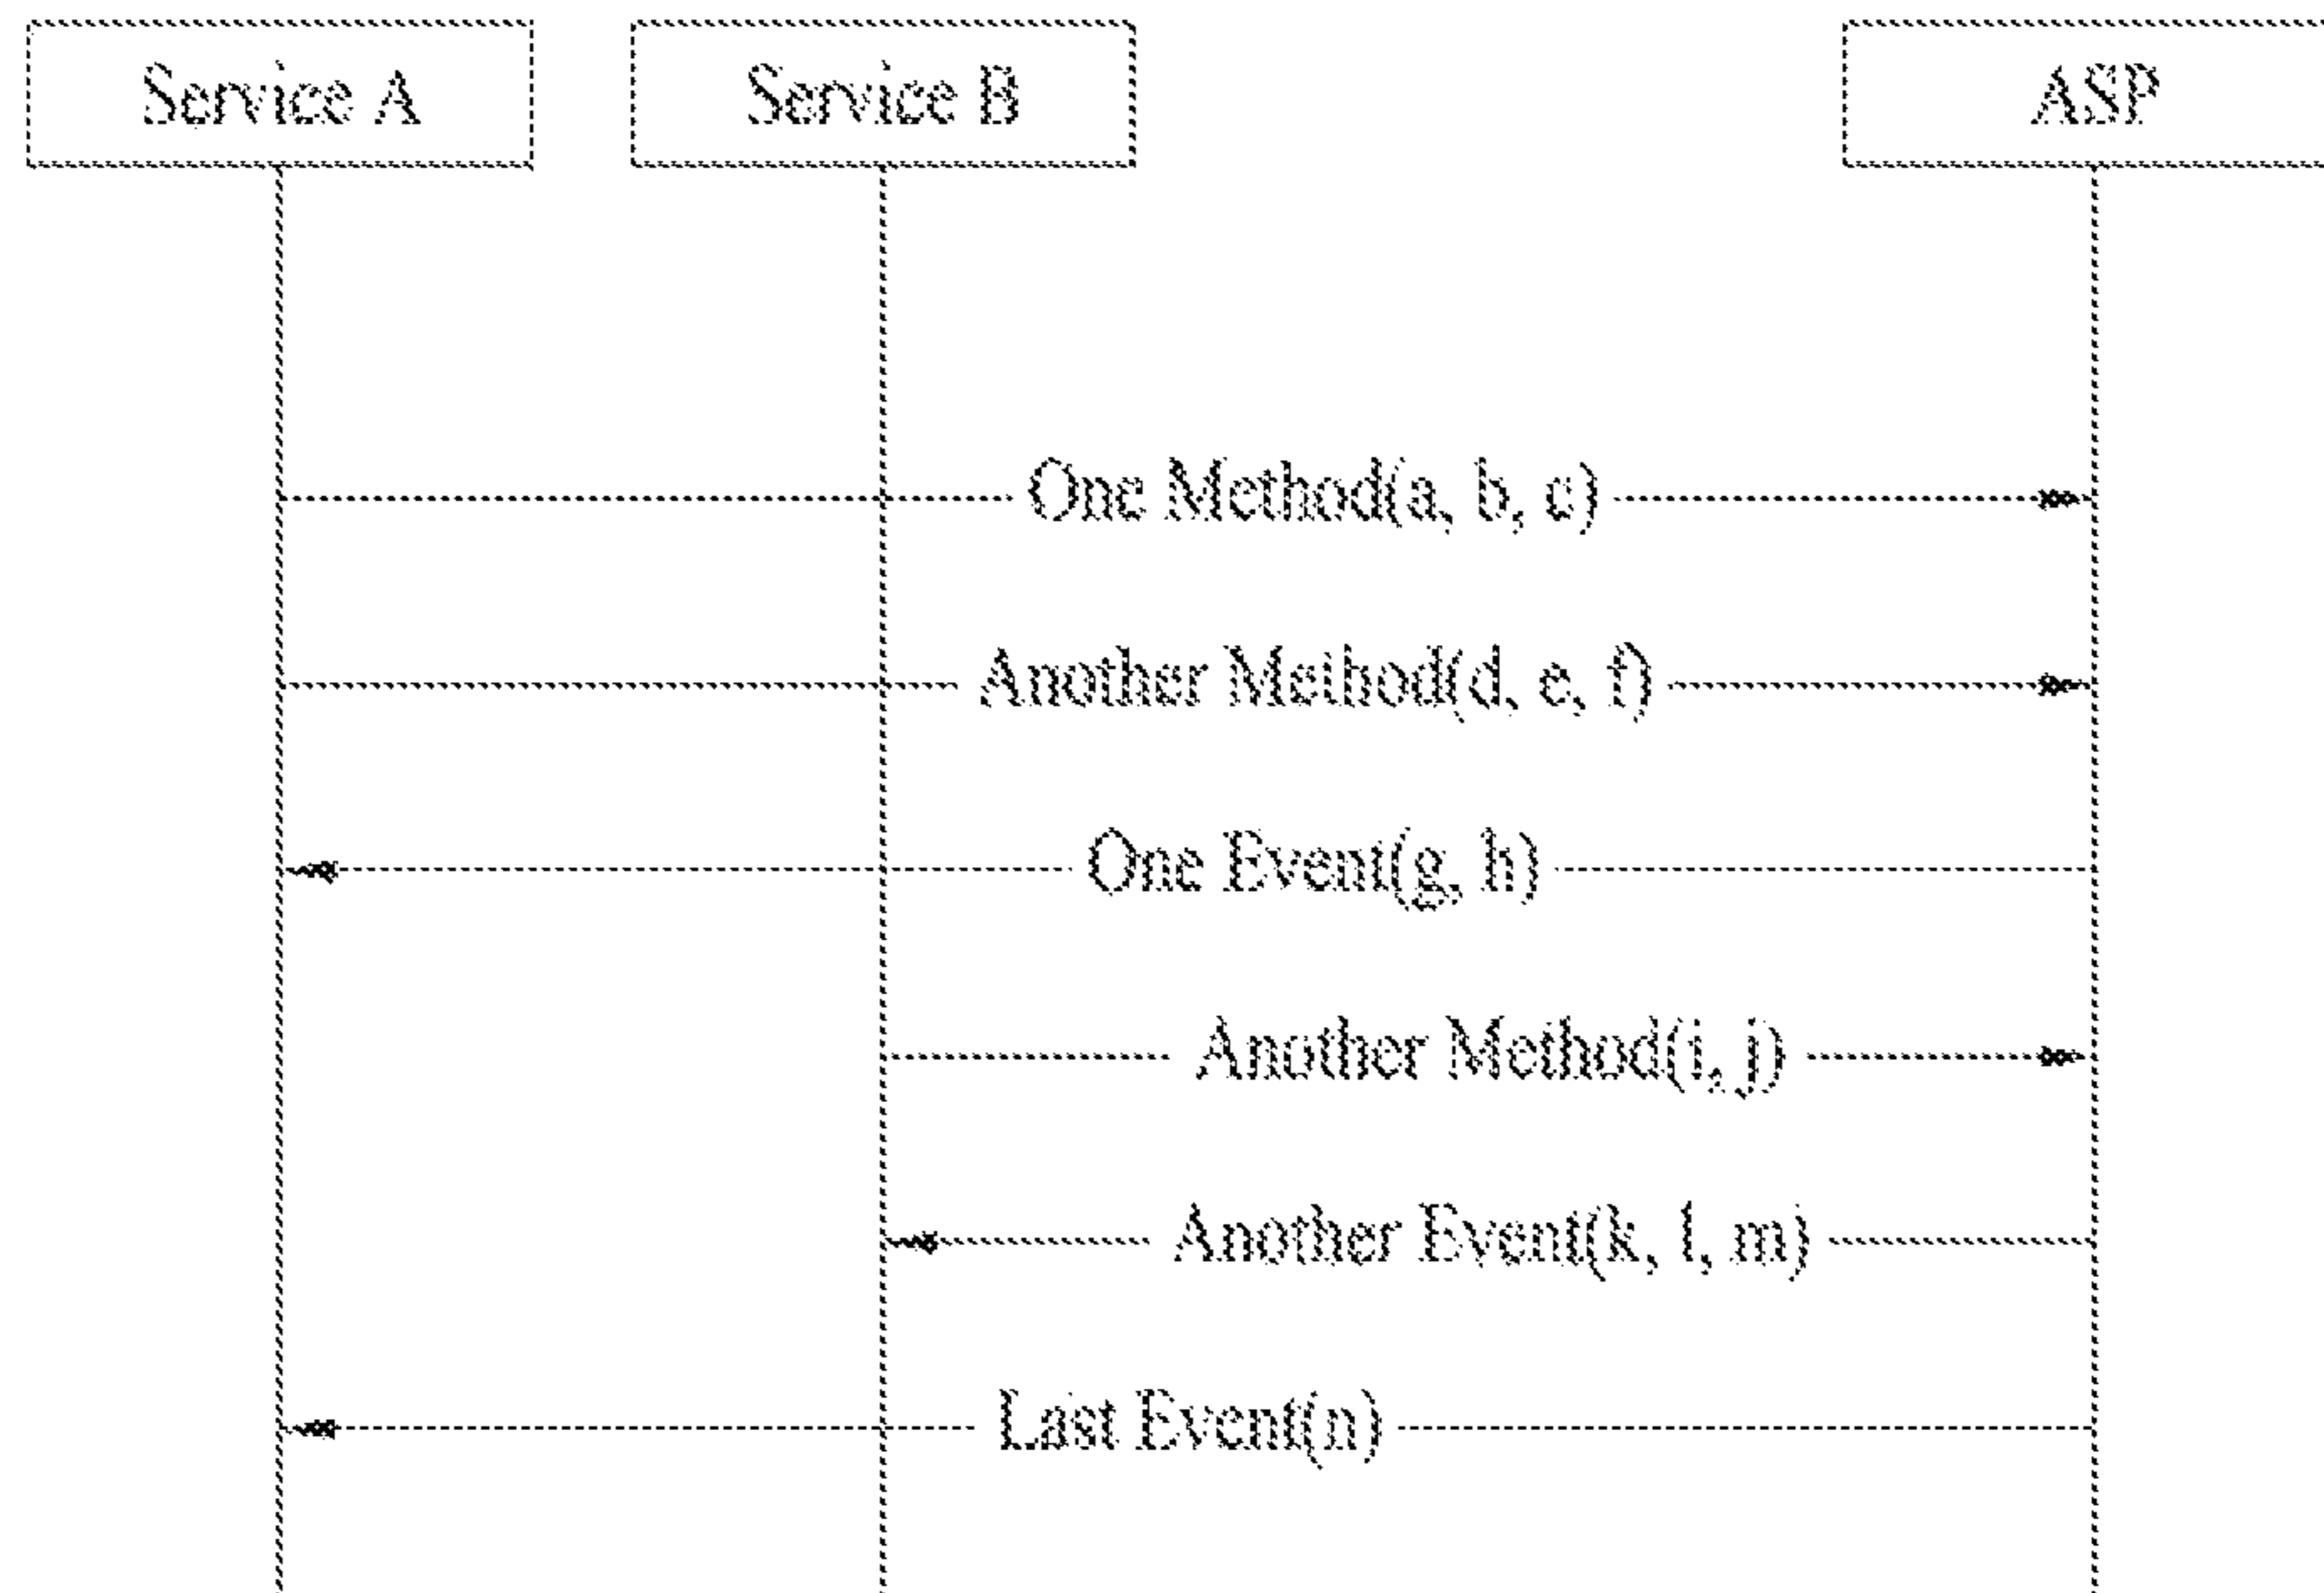 Service A
Service B
ASP
One Method(a, b, c)
Another Method(d, e, f)
One Event(g, h)
Another Method(i, j)
Another Event(k, l, m)
Last Event(n)